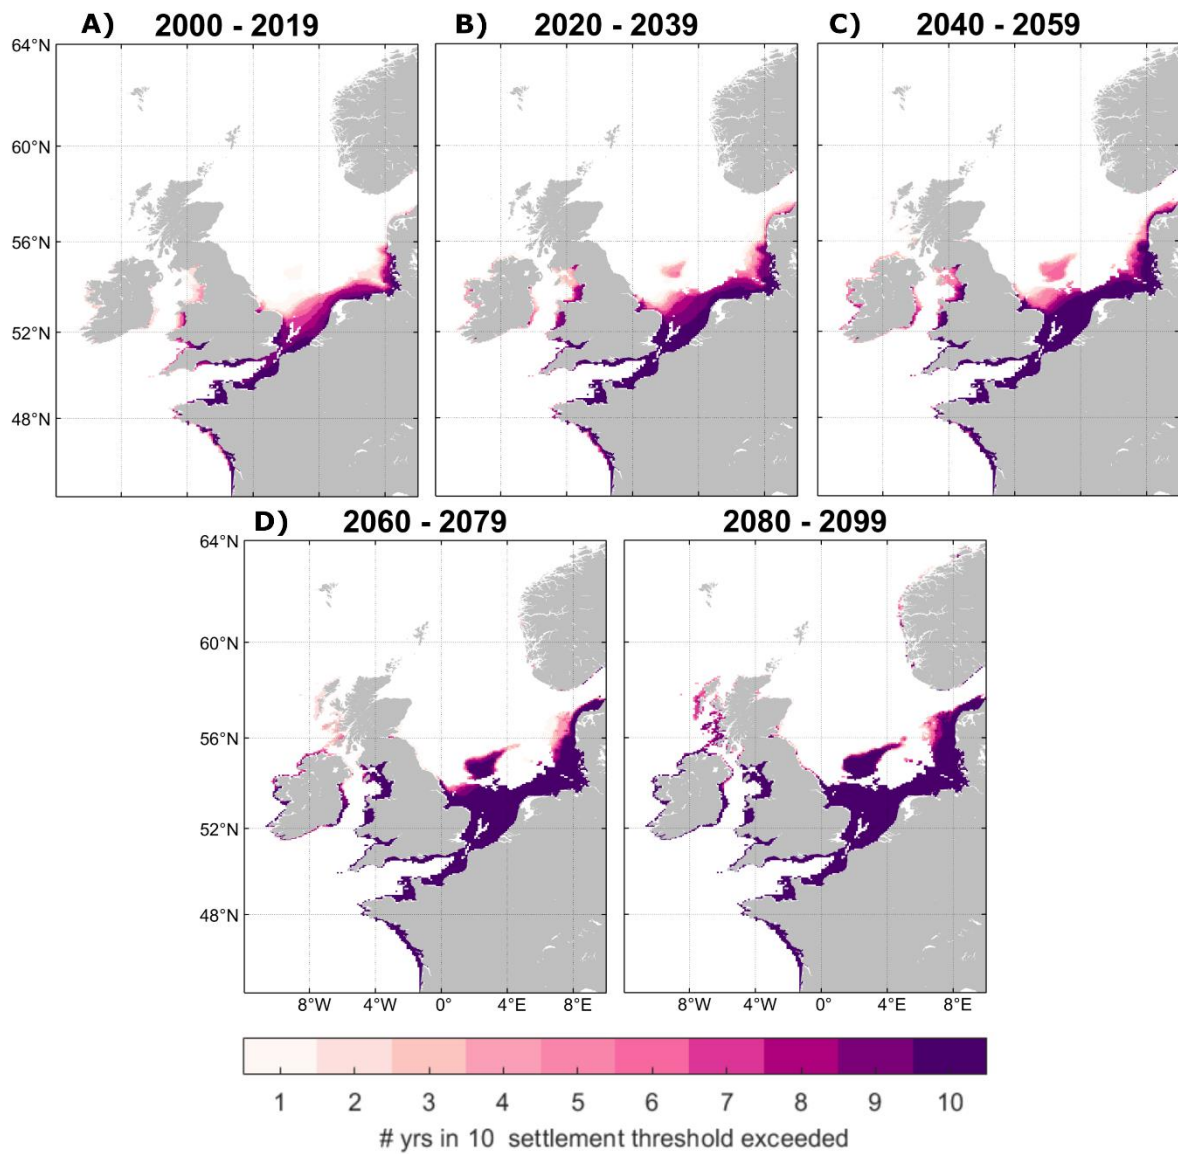 A) 2000 - 2019
B) 2020 - 2039
C) 2040 - 2059
64°N
60°N
56°N
52°N
48°N
D) 2060 - 2079
2080 - 2099
64°N
60°N
56°N
52°N
48°N
8°W 4°W 0° 4°E 8°E
8°W 4°W 0° 4°E 8°E
1 2 3 4 5 6 7 8 9 10
# yrs in 10 settlement threshold exceeded